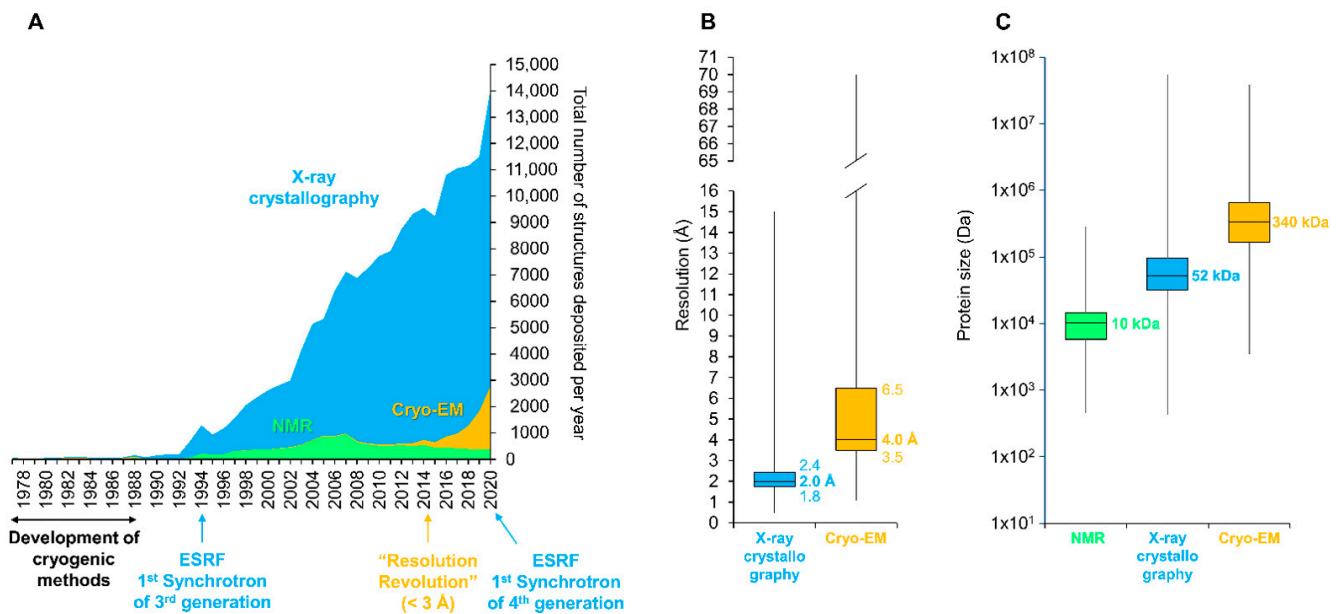 A
15,000
14,000
13,000
12,000
11,000
10,000
9000
8000
7000
6000
5000
4000
3000
2000
1000
0
Total number of structures deposited per year
X-ray
crystallography
NMR
Cryo-EM
1978
1980
1982
1984
1986
1988
1990
1992
1994
1996
1998
2000
2002
2004
2006
2008
2010
2012
2014
2016
2018
2020
Development of
cryogenic
methods
ESRF
1st Synchrotron
of 3rd generation
“Resolution
Revolution”
(< 3 Å)
ESRF
1st Synchrotron
of 4th generation
B
71
70
69
68
67
66
65
16
15
14
13
12
11
10
9
8
7
6
5
4
3
2
1
0
Resolution (Å)
2.4
2.0 Å
1.8
6.5
4.0 Å
3.5
X-ray
crystallo
graphy
Cryo-EM
C
1x10^8
1x10^7
1x10^6
1x10^5
1x10^4
1x10^3
1x10^2
1x10^1
Protein size (Da)
10 kDa
52 kDa
340 kDa
NMR
X-ray
crystallo
graphy
Cryo-EM